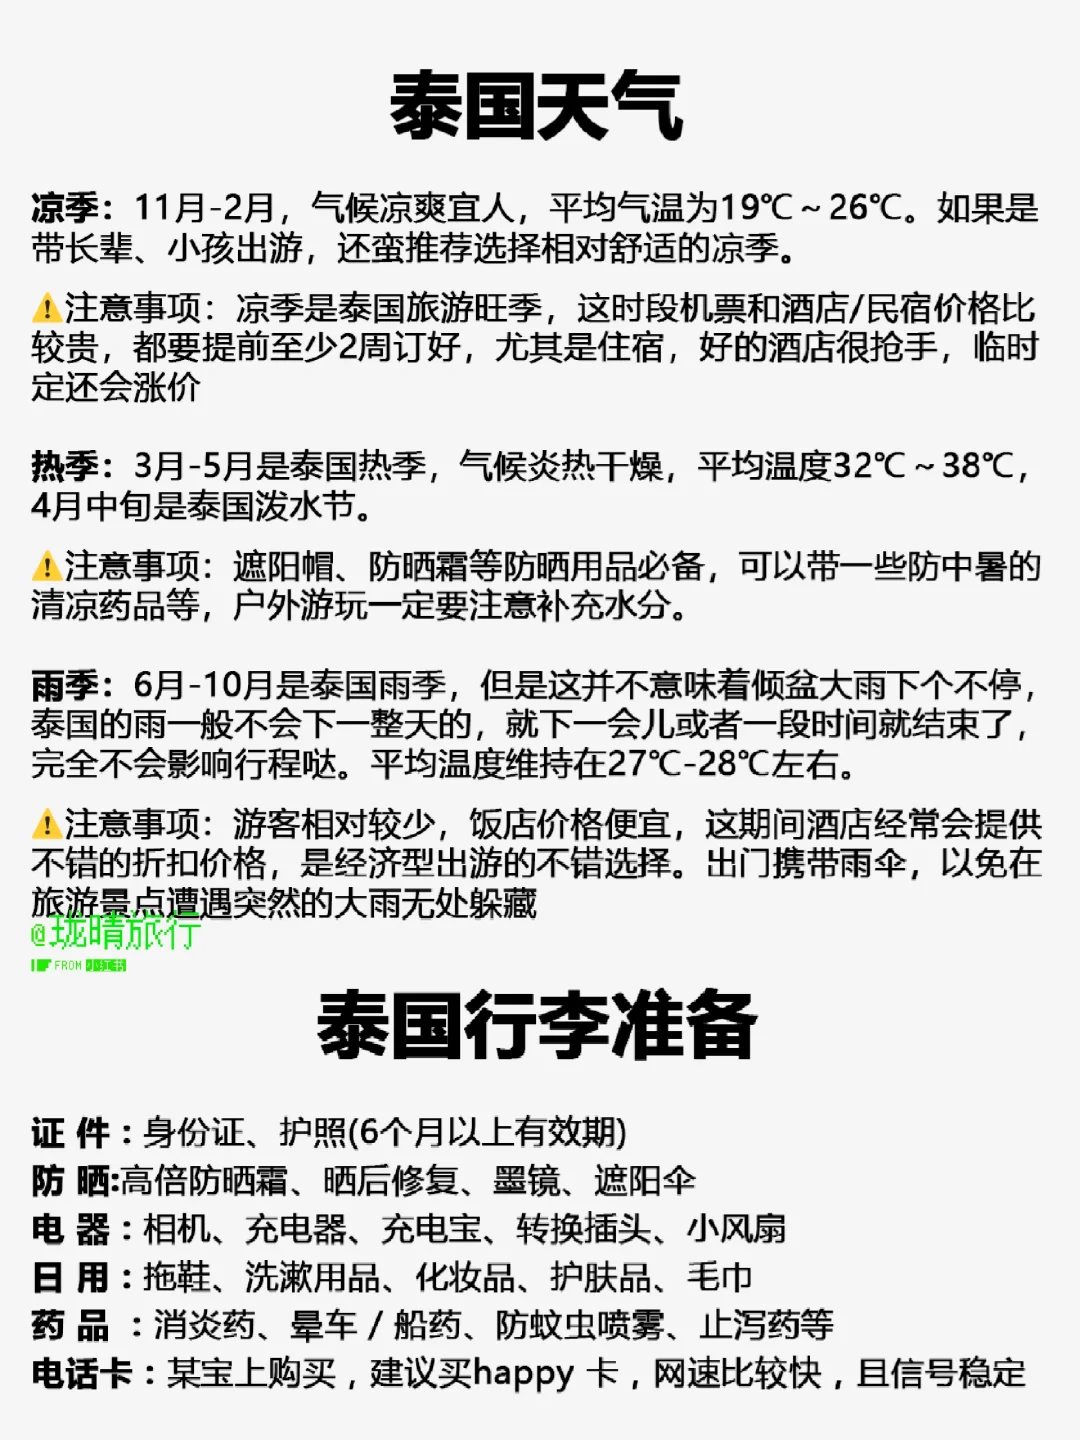 泰国天气
凉季：11月-2月，气候凉爽宜人，平均气温为19℃～26℃。如果是
带长辈、小孩出游，还蛮推荐选择相对舒适的凉季。
⚠️注意事项：凉季是泰国旅游旺季，这时段机票和酒店/民宿价格比
较贵，都要提前至少2周订好，尤其是住宿，好的酒店很抢手，临时
定还会涨价
热季：3月-5月是泰国热季，气候炎热干燥，平均温度32℃～38℃，
4月中旬是泰国泼水节。
⚠️注意事项：遮阳帽、防晒霜等防晒用品必备，可以带一些防中暑的
清凉药品等，户外游玩一定要注意补充水分。
雨季：6月-10月是泰国雨季，但是这并不意味着倾盆大雨下个不停，
泰国的雨一般不会下一整天的，就下一会儿或者一段时间就结束了，
完全不会影响行程哒。平均温度维持在27℃-28℃左右。
⚠️注意事项：游客相对较少，饭店价格便宜，这期间酒店经常会提供
不错的折扣价格，是经济型出游的不错选择。出门携带雨伞，以免在
旅游景点遭遇突然的大雨无处躲藏
@珑晴旅行
FROM 小红书
泰国行李准备
证 件：身份证、护照(6个月以上有效期)
防 晒:高倍防晒霜、晒后修复、墨镜、遮阳伞
电 器：相机、充电器、充电宝、转换插头、小风扇
日 用：拖鞋、洗漱用品、化妆品、护肤品、毛巾
药 品 ：消炎药、晕车 / 船药、防蚊虫喷雾、止泻药等
电话卡：某宝上购买，建议买happy 卡，网速比较快，且信号稳定